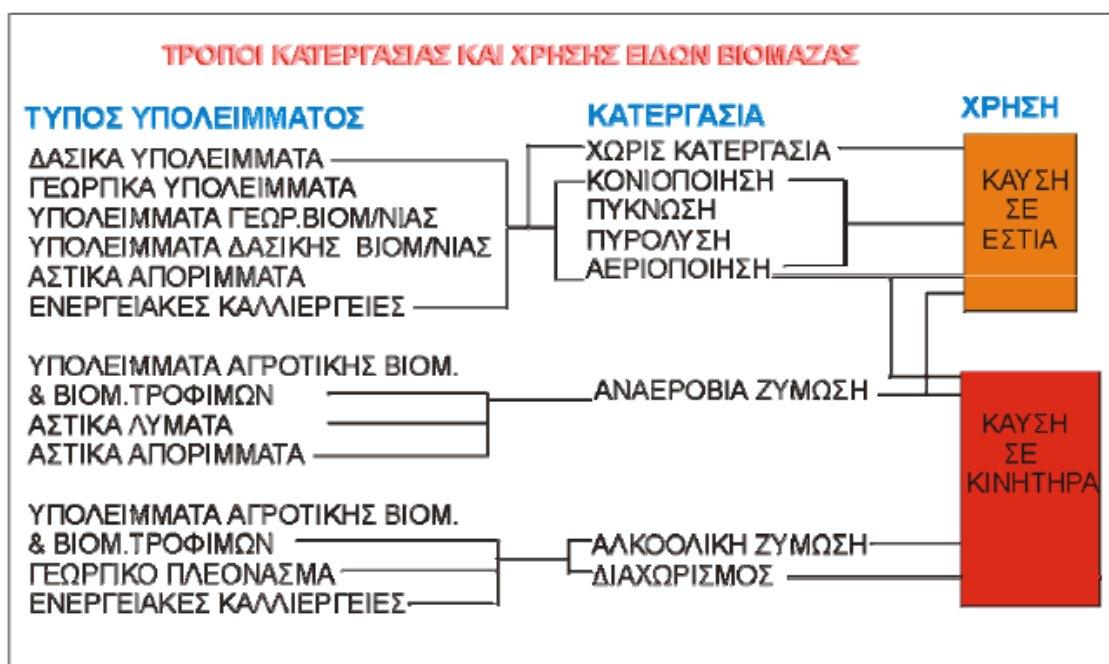 ΤΡΟΠΟΙ ΚΑΤΕΡΓΑΣΙΑΣ ΚΑΙ ΧΡΗΣΗΣ ΕΙΔΩΝ ΒΙΟΜΑΖΑΣ
ΤΥΠΟΣ ΥΠΟΛΕΙΜΜΑΤΟΣ
ΔΑΣΙΚΑ ΥΠΟΛΕΙΜΜΑΤΑ
ΓΕΩΡΓΙΚΑ ΥΠΟΛΕΙΜΜΑΤΑ
ΥΠΟΛΕΙΜΜΑΤΑ ΓΕΩΡ.ΒΙΟΜ/ΝΙΑΣ
ΥΠΟΛΕΙΜΜΑΤΑ ΔΑΣΙΚΗΣ ΒΙΟΜ/ΝΙΑΣ
ΑΣΤΙΚΑ ΑΠΟΡΙΜΜΑΤΑ
ΕΝΕΡΓΕΙΑΚΕΣ ΚΑΛΛΙΕΡΓΕΙΕΣ
ΥΠΟΛΕΙΜΜΑΤΑ ΑΓΡΟΤΙΚΗΣ ΒΙΟΜ.
& ΒΙΟΜ.ΤΡΟΦΙΜΩΝ
ΑΣΤΙΚΑ ΛΥΜΑΤΑ
ΑΣΤΙΚΑ ΑΠΟΡΙΜΜΑΤΑ
ΥΠΟΛΕΙΜΜΑΤΑ ΑΓΡΟΤΙΚΗΣ ΒΙΟΜ.
& ΒΙΟΜ.ΤΡΟΦΙΜΩΝ
ΓΕΩΡΓΙΚΟ ΠΛΕΟΝΑΣΜΑ
ΕΝΕΡΓΕΙΑΚΕΣ ΚΑΛΛΙΕΡΓΕΙΕΣ
ΚΑΤΕΡΓΑΣΙΑ
ΧΩΡΙΣ ΚΑΤΕΡΓΑΣΙΑ
ΚΟΝΙΟΠΟΙΗΣΗ
ΠΥΚΝΩΣΗ
ΠΥΡΟΛΥΣΗ
ΑΕΡΙΟΠΟΙΗΣΗ
ΑΝΑΕΡΟΒΙΑ ΖΥΜΩΣΗ
ΑΛΚΟΟΛΙΚΗ ΖΥΜΩΣΗ
ΔΙΑΧΩΡΙΣΜΟΣ
ΧΡΗΣΗ
ΚΑΥΣΗ
ΣΕ
ΕΣΤΙΑ
ΚΑΥΣΗ
ΣΕ
ΚΙΝΗΤΗΡΑ